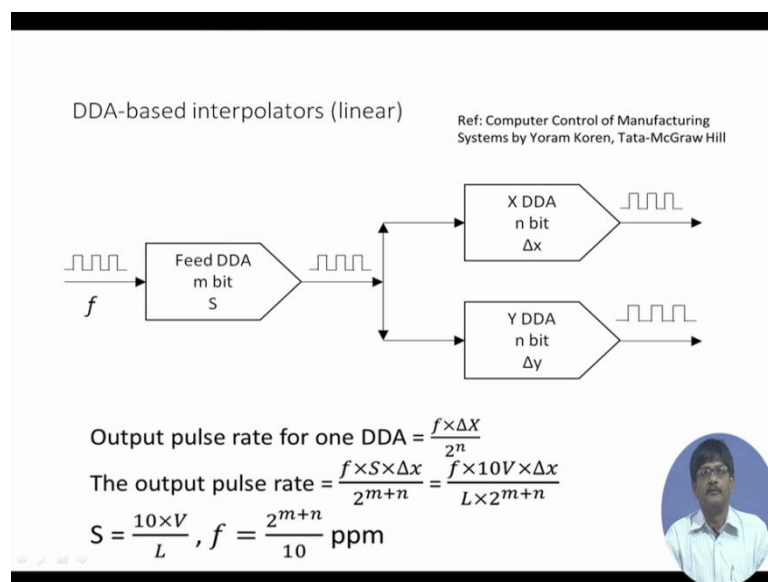 DDA-based interpolators (linear)
Ref: Computer Control of Manufacturing
Systems by Yoram Koren, Tata-McGraw Hill
X DDA
n bit
Δx
Feed DDA
m bit
S
f
Y DDA
n bit
Δy
Output pulse rate for one DDA = f×ΔX / 2^n
The output pulse rate = f×S×Δx / 2^(m+n) = f×10V×Δx / L×2^(m+n)
S = 10×V / L , f = 2^(m+n) / 10 ppm